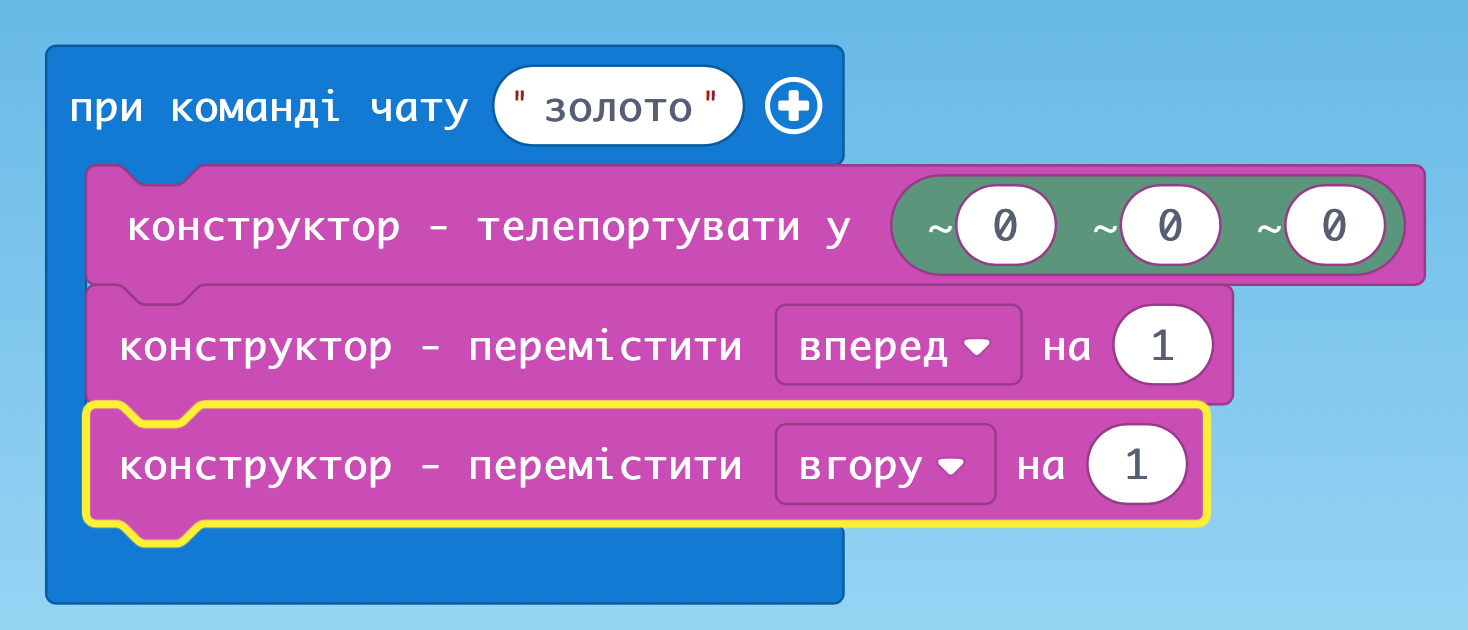 при команді чату "золото"
конструктор - телепортувати у ~0 ~0 ~0
конструктор - перемістити вперед на 1
конструктор - перемістити вгору на 1